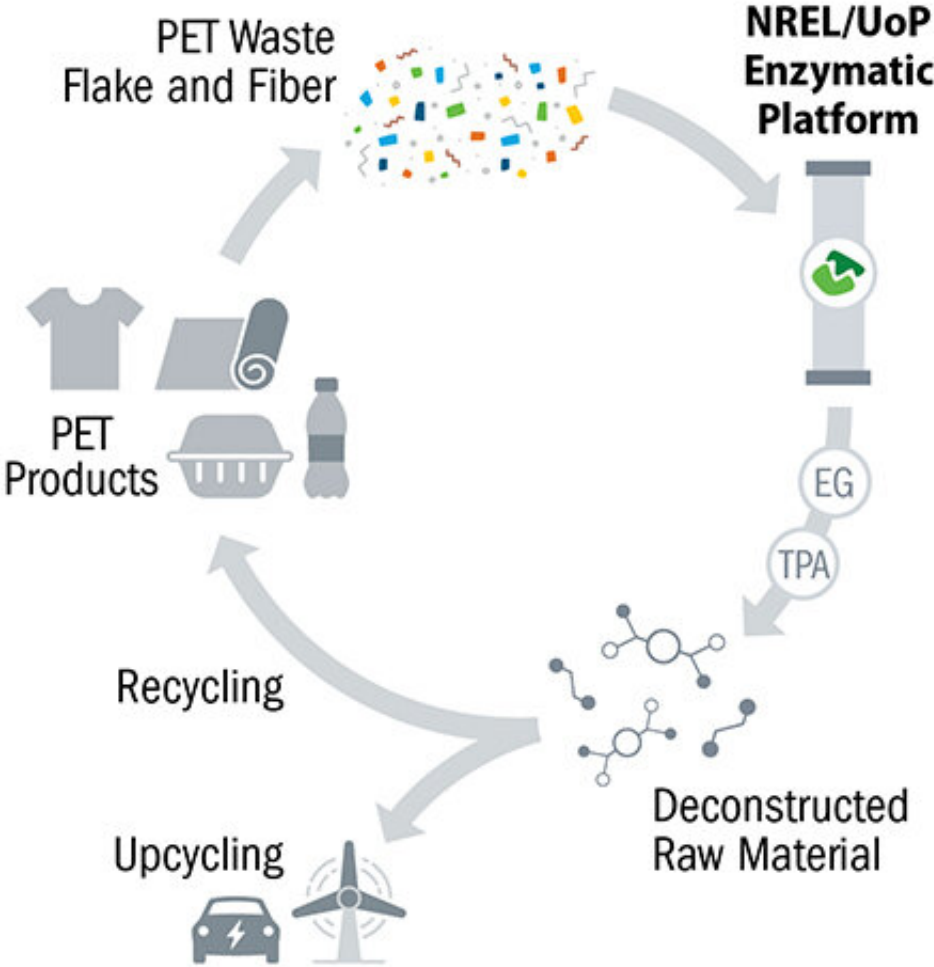 PET Waste
Flake and Fiber
NREL/UoP
Enzymatic
Platform
EG
TPA
Deconstructed
Raw Material
Recycling
Upcycling
PET
Products